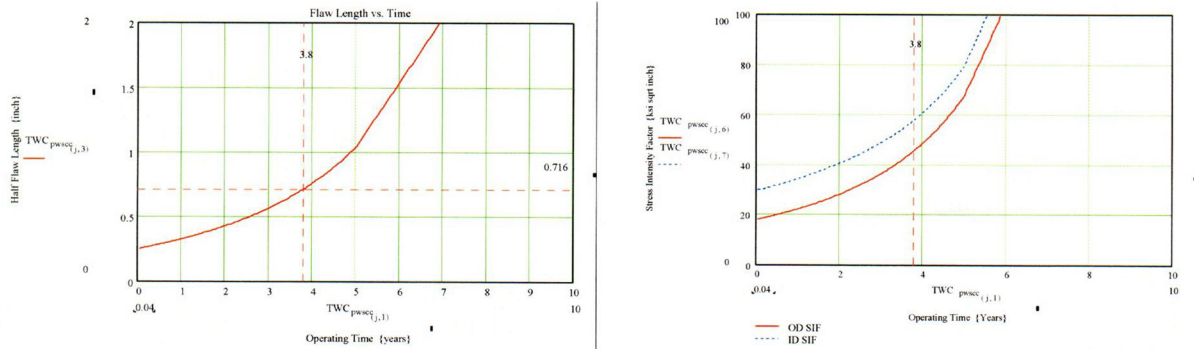 Flaw Length vs. Time
2
2
3.8
1.5
Half Flaw Length {inch}
TWC pwscc (j,3)
1
0.716
0.5
0
0
0 1 2 3 4 5 6 7 8 9 10
.0.04.
TWC pwscc (j,1)
10
Operating Time {years}
100
100
3.8
80
Stress Intensity Factor {ksi sqrt inch}
TWC pwscc (j,6)
60
TWC pwscc (j,7)
40
20
0
0
0 2 4 6 8 10
.0.04.
TWC pwscc (j,1)
10
Operating Time {Years}
OD SIF
ID SIF